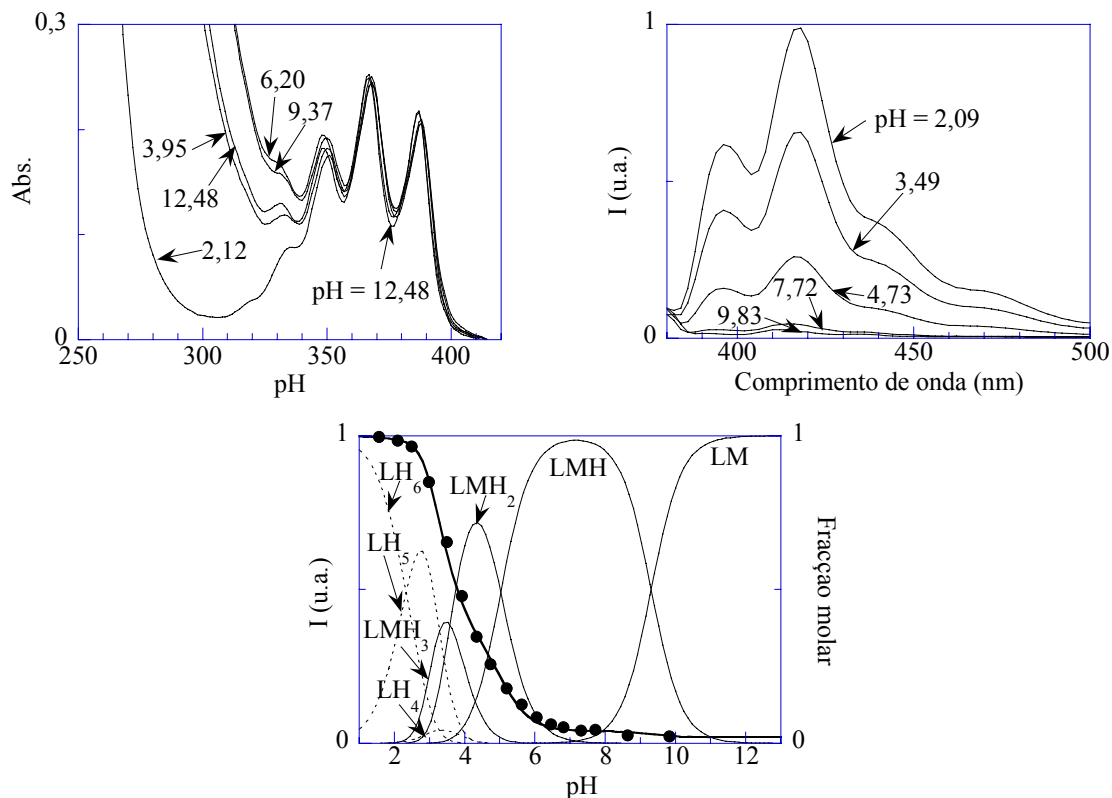 0,3
Abs.
0
250
300
350
400
pH
6,20
9,37
3,95
12,48
2,12
pH = 12,48
1
I (u.a.)
0
400
450
500
Comprimento de onda (nm)
pH = 2,09
3,49
7,72
4,73
9,83
1
I (u.a.)
0
1
Fracçao molar
0
2
4
6
8
10
12
pH
LH6
LMH2
LMH
LM
LH5
LMH3
LH4